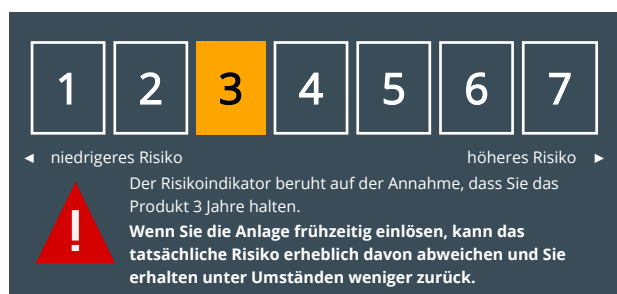 1 2 3 4 5 6 7
◄ niedrigeres Risiko höheres Risiko ►
Der Risikoindikator beruht auf der Annahme, dass Sie das
Produkt 3 Jahre halten.
Wenn Sie die Anlage frühzeitig einlösen, kann das
tatsächliche Risiko erheblich davon abweichen und Sie
erhalten unter Umständen weniger zurück.
!